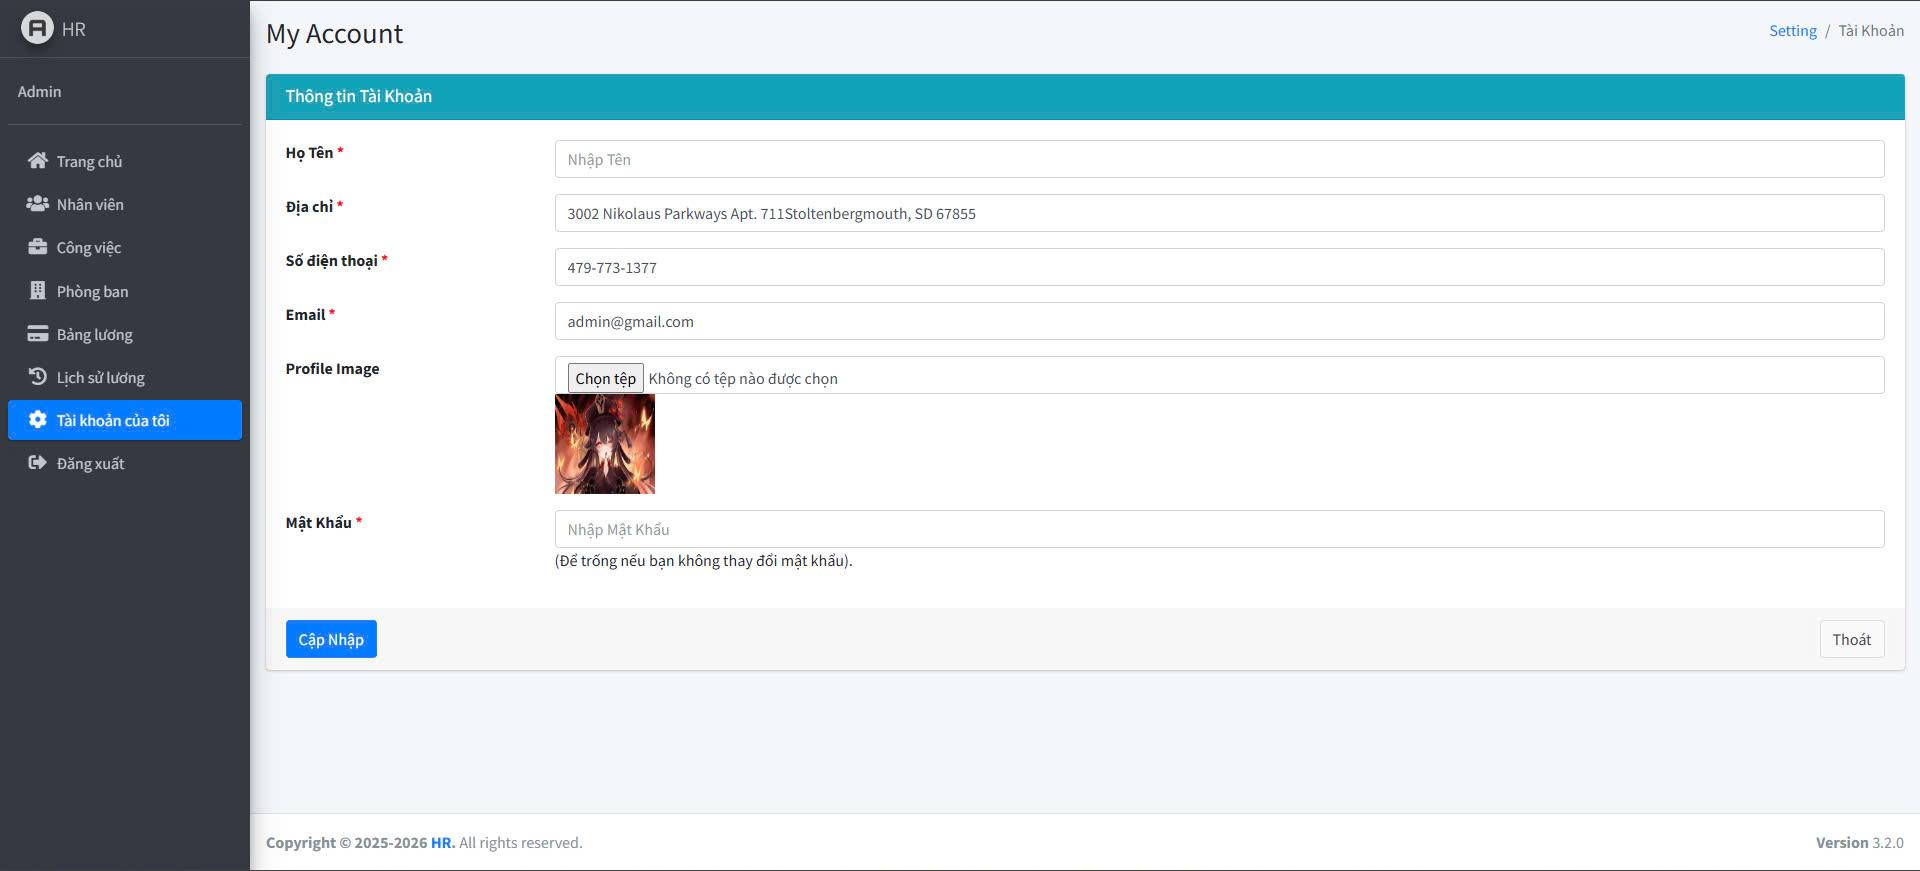 HR
Admin
Trang chủ
Nhân viên
Công việc
Phòng ban
Bảng lương
Lịch sử lương
Tài khoản của tôi
Đăng xuất
My Account
Setting / Tài Khoản
Thông tin Tài Khoản
Họ Tên *
Nhập Tên
Địa chỉ *
3002 Nikolaus Parkways Apt. 711Stoltenbergmouth, SD 67855
Số điện thoại *
479-773-1377
Email *
admin@gmail.com
Profile Image
Chọn tệp Không có tệp nào được chọn
Mật Khẩu *
Nhập Mật Khẩu
(Để trống nếu bạn không thay đổi mật khẩu).
Cập Nhập
Thoát
Copyright © 2025-2026 HR. All rights reserved.
Version 3.2.0